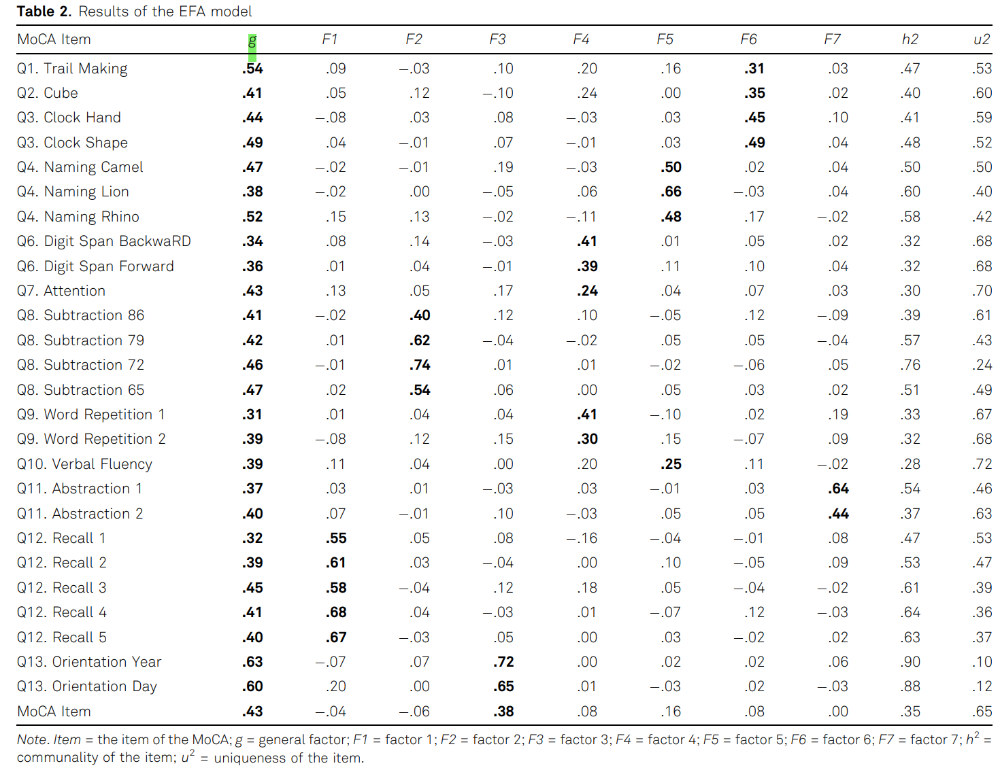 Table 2. Results of the EFA model
MoCA Item g F1 F2 F3 F4 F5 F6 F7 h2 u2
Q1. Trail Making .54 .09 −.03 .10 .20 .16 .31 .03 .47 .53
Q2. Cube .41 .05 .12 −.10 .24 .00 .35 .02 .40 .60
Q3. Clock Hand .44 −.08 .03 .08 −.03 .03 .45 .10 .41 .59
Q3. Clock Shape .49 .04 −.01 .07 −.01 .03 .49 .04 .48 .52
Q4. Naming Camel .47 −.02 −.01 .19 −.03 .50 .02 .04 .50 .50
Q4. Naming Lion .38 −.02 .00 −.05 .06 .66 −.03 .04 .60 .40
Q4. Naming Rhino .52 .15 .13 −.02 −.11 .48 .17 −.02 .58 .42
Q6. Digit Span BackwaRD .34 .08 .14 −.03 .41 .01 .05 .02 .32 .68
Q6. Digit Span Forward .36 .01 .04 −.01 .39 .11 .10 .04 .32 .68
Q7. Attention .43 .13 .05 .17 .24 .04 .07 .03 .30 .70
Q8. Subtraction 86 .41 −.02 .40 .12 .10 −.05 .12 −.09 .39 .61
Q8. Subtraction 79 .42 .01 .62 −.04 −.02 .05 .05 −.04 .57 .43
Q8. Subtraction 72 .46 −.01 .74 .01 .01 −.02 −.06 .05 .76 .24
Q8. Subtraction 65 .47 .02 .54 .06 .00 .05 .03 .02 .51 .49
Q9. Word Repetition 1 .31 .01 .04 .04 .41 −.10 .02 .19 .33 .67
Q9. Word Repetition 2 .39 −.08 .12 .15 .30 .15 −.07 .09 .32 .68
Q10. Verbal Fluency .39 .11 .04 .00 .20 .25 .11 −.02 .28 .72
Q11. Abstraction 1 .37 .03 .01 −.03 .03 −.01 .03 .64 .54 .46
Q11. Abstraction 2 .40 .07 −.01 .10 −.03 .05 .05 .44 .37 .63
Q12. Recall 1 .32 .55 .05 .08 −.16 −.04 −.01 .08 .47 .53
Q12. Recall 2 .39 .61 .03 −.04 .00 .10 −.05 .09 .53 .47
Q12. Recall 3 .45 .58 −.04 .12 .18 .05 −.04 −.02 .61 .39
Q12. Recall 4 .41 .68 .04 −.03 .01 −.07 .12 −.03 .64 .36
Q12. Recall 5 .40 .67 −.03 .05 .00 .03 −.02 .02 .63 .37
Q13. Orientation Year .63 −.07 .07 .72 .00 .02 .02 .06 .90 .10
Q13. Orientation Day .60 .20 .00 .65 .01 −.03 .02 −.03 .88 .12
MoCA Item .43 −.04 −.06 .38 .08 .16 .08 .00 .35 .65
Note. Item = the item of the MoCA; g = general factor; F1 = factor 1; F2 = factor 2; F3 = factor 3; F4 = factor 4; F5 = factor 5; F6 = factor 6; F7 = factor 7; h² =
communality of the item; u² = uniqueness of the item.